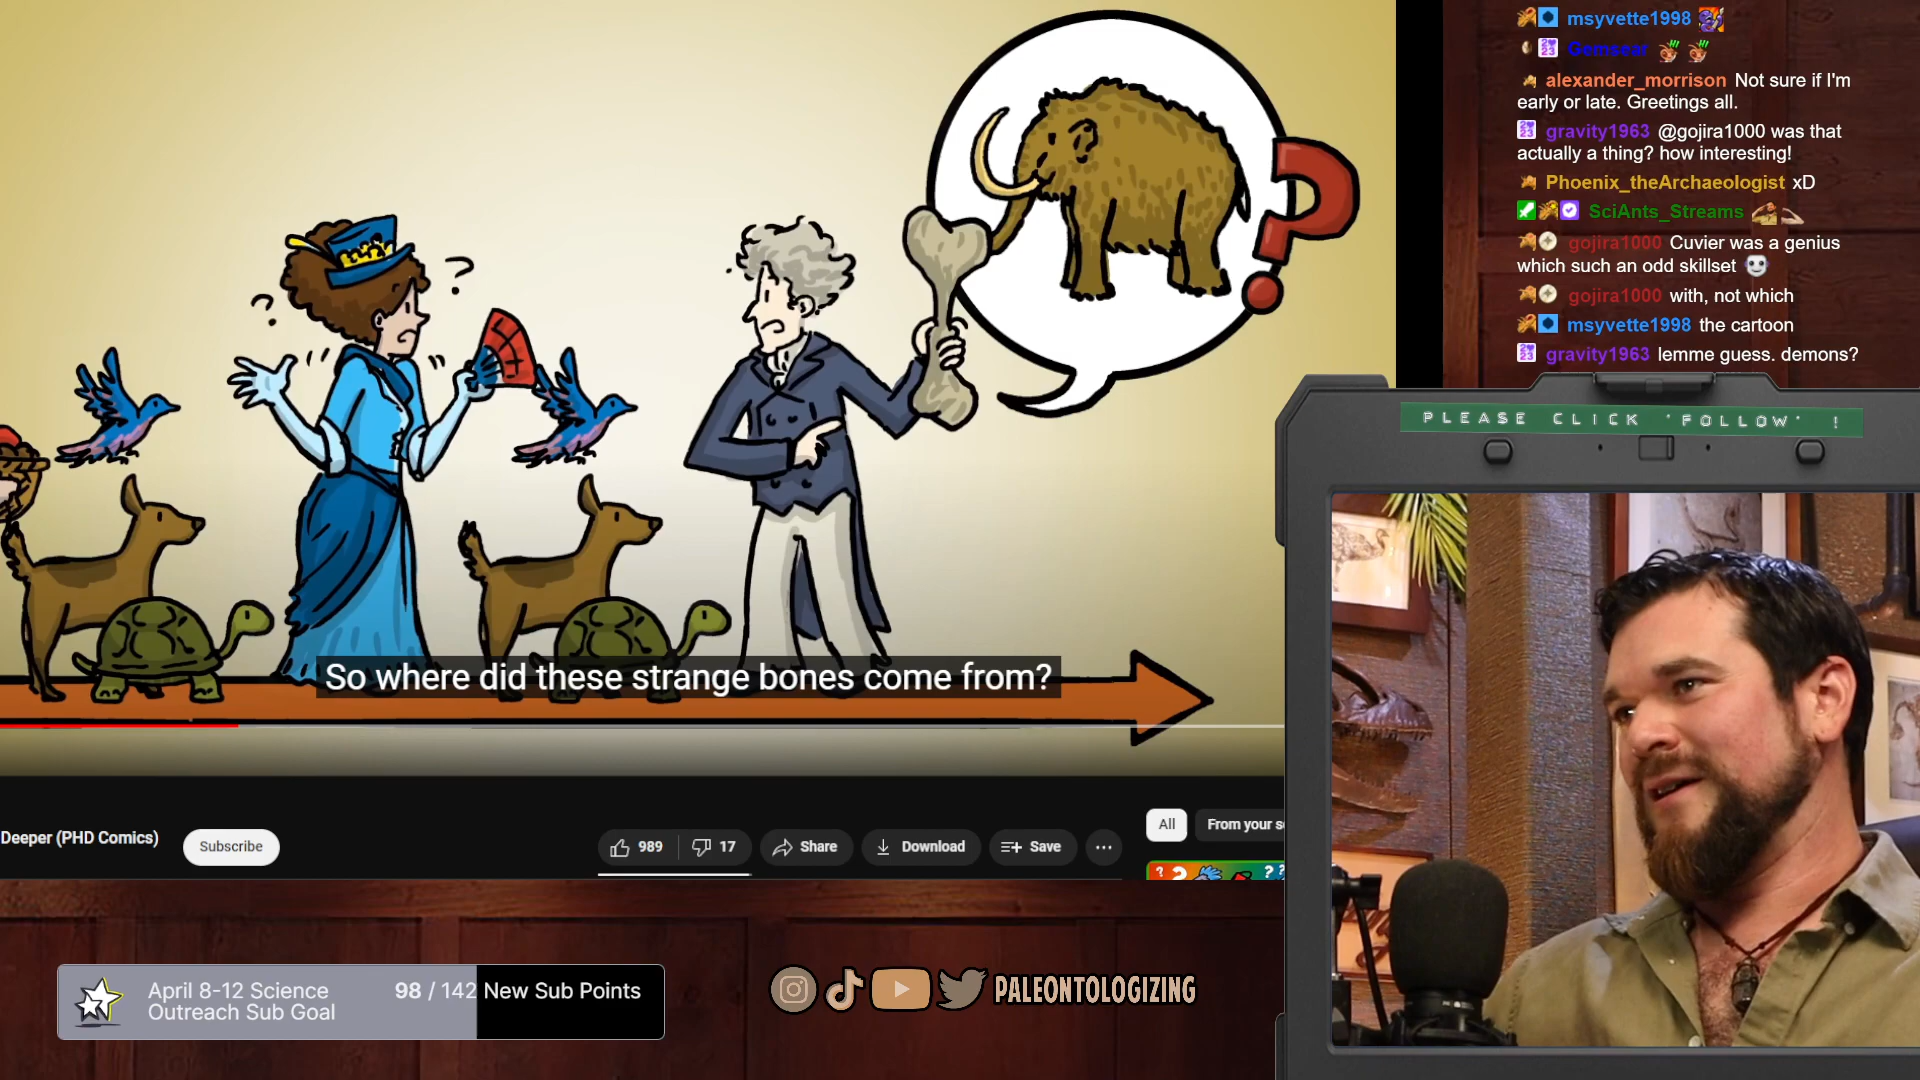 msyvette1998
Gemsear
alexander_morrison Not sure if I'm
early or late. Greetings all.
gravity1963 @gojira1000 was that
actually a thing? how interesting!
Phoenix_theArchaeologist xD
SciAnts_Streams
gojira1000 Cuvier was a genius
which such an odd skillset
gojira1000 with, not which
msyvette1998 the cartoon
gravity1963 lemme guess. demons?
PLEASE CLICK 'FOLLOW' !
? ?
?
So where did these strange bones come from?
Deeper (PHD Comics)
Subscribe
989
17
Share
Download
Save
All
From your s
April 8-12 Science
Outreach Sub Goal
98 / 142 New Sub Points
PALEONTOLOGIZING